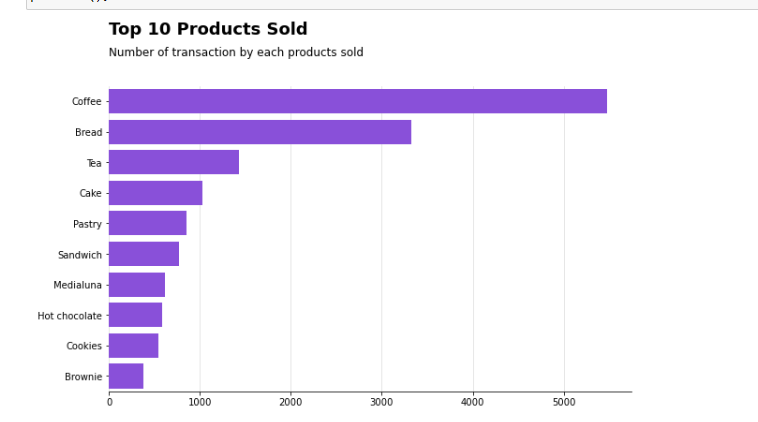 Top 10 Products Sold
Number of transaction by each products sold
Coffee
Bread
Tea
Cake
Pastry
Sandwich
Medialuna
Hot chocolate
Cookies
Brownie
0 1000 2000 3000 4000 5000